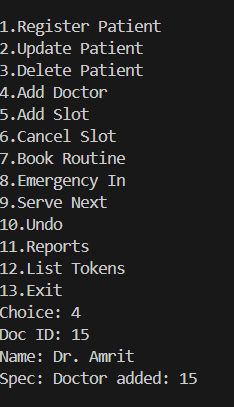 1.Register Patient
2.Update Patient
3.Delete Patient
4.Add Doctor
5.Add Slot
6.Cancel Slot
7.Book Routine
8.Emergency In
9.Serve Next
10.Undo
11.Reports
12.List Tokens
13.Exit
Choice: 4
Doc ID: 15
Name: Dr. Amrit
Spec: Doctor added: 15